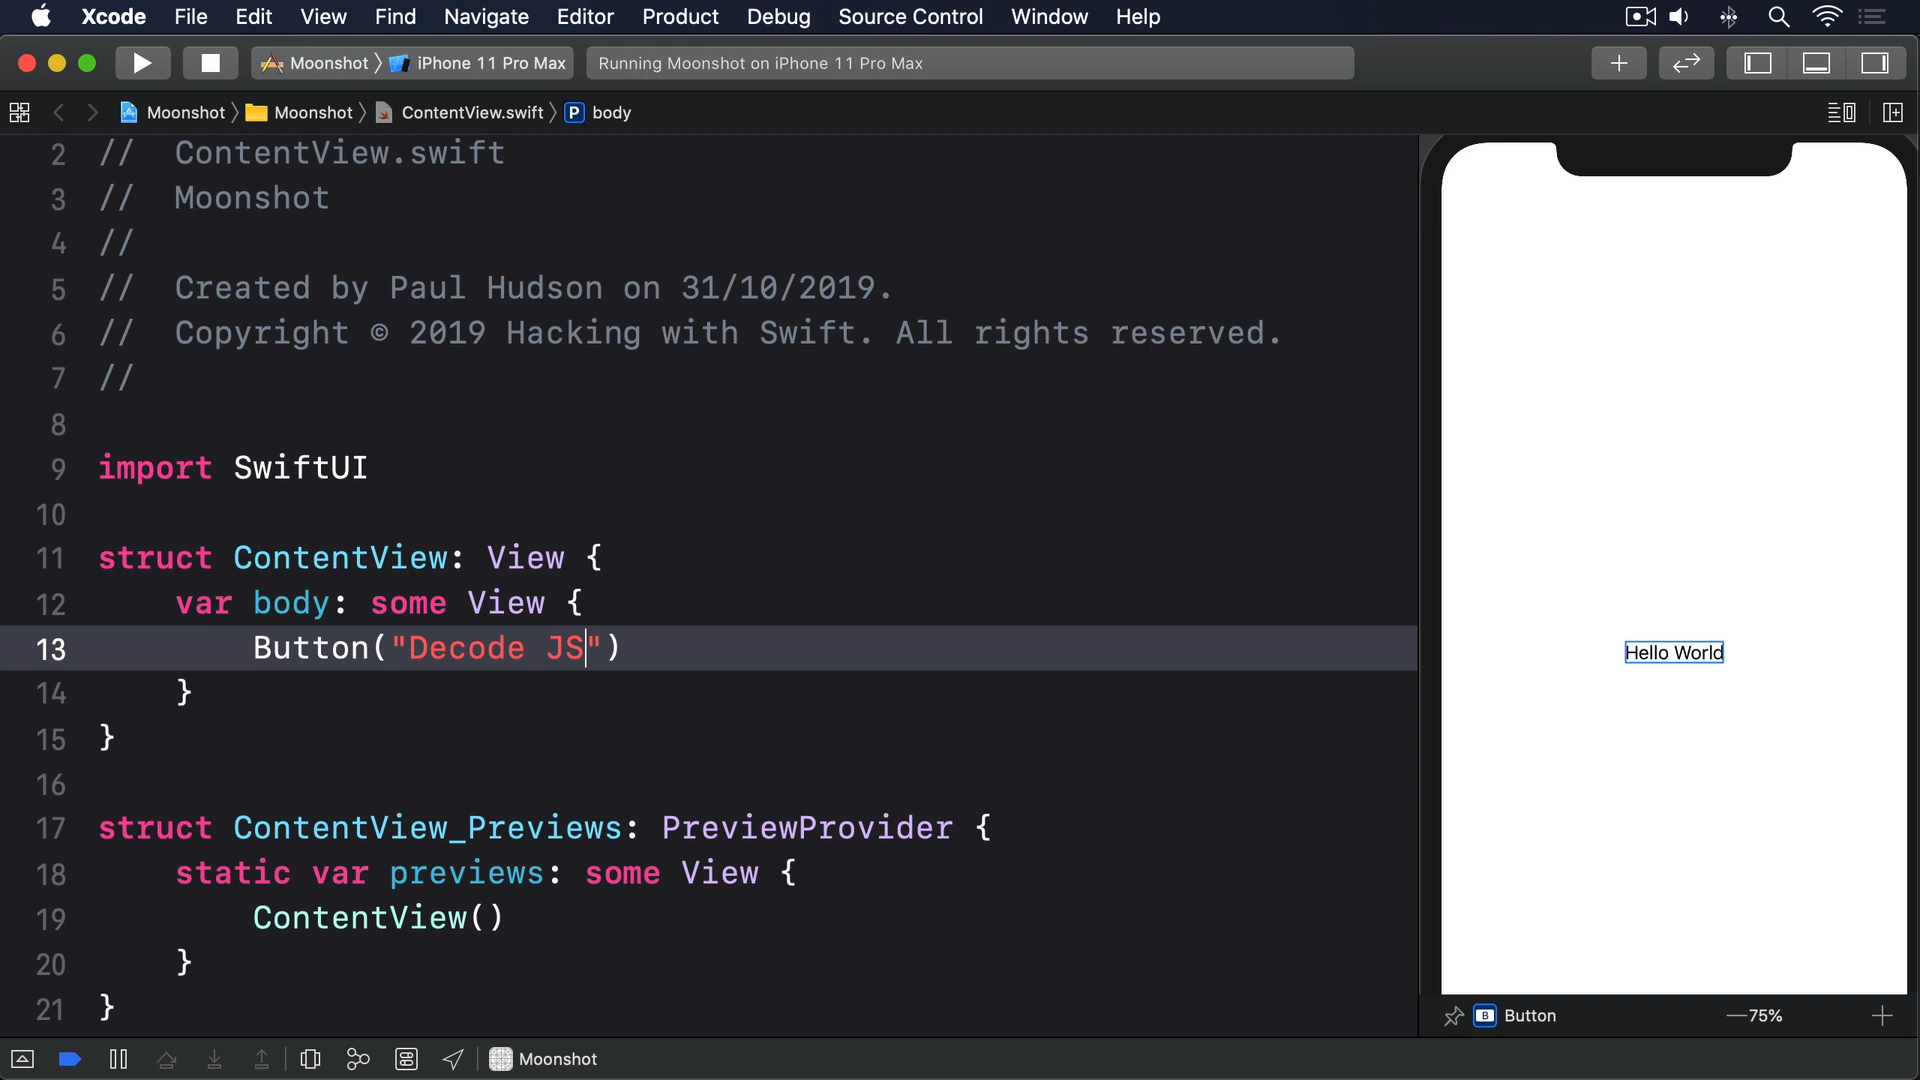 Xcode File Edit View Find Navigate Editor Product Debug Source Control Window Help
Moonshot iPhone 11 Pro Max Running Moonshot on iPhone 11 Pro Max
Moonshot Moonshot ContentView.swift P body
2 //  ContentView.swift
3 //  Moonshot
4 //
5 //  Created by Paul Hudson on 31/10/2019.
6 //  Copyright © 2019 Hacking with Swift. All rights reserved.
7 //
8
9 import SwiftUI
10
11 struct ContentView: View {
12     var body: some View {
13         Button("Decode JS")
14     }
15 }
16
17 struct ContentView_Previews: PreviewProvider {
18     static var previews: some View {
19         ContentView()
20     }
21 }
Hello World
B Button — 75% +
Moonshot